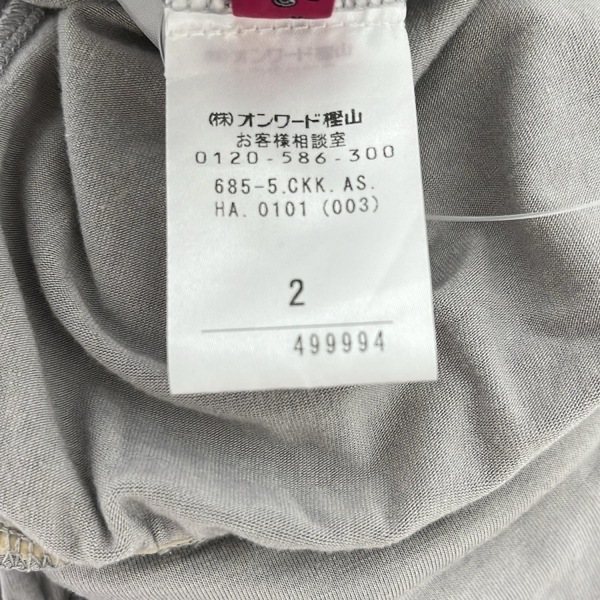 (株)オンワード樫山
お客様相談室
0120-586-300
685-5.CKK.AS.
HA.0101(003)
2
499994